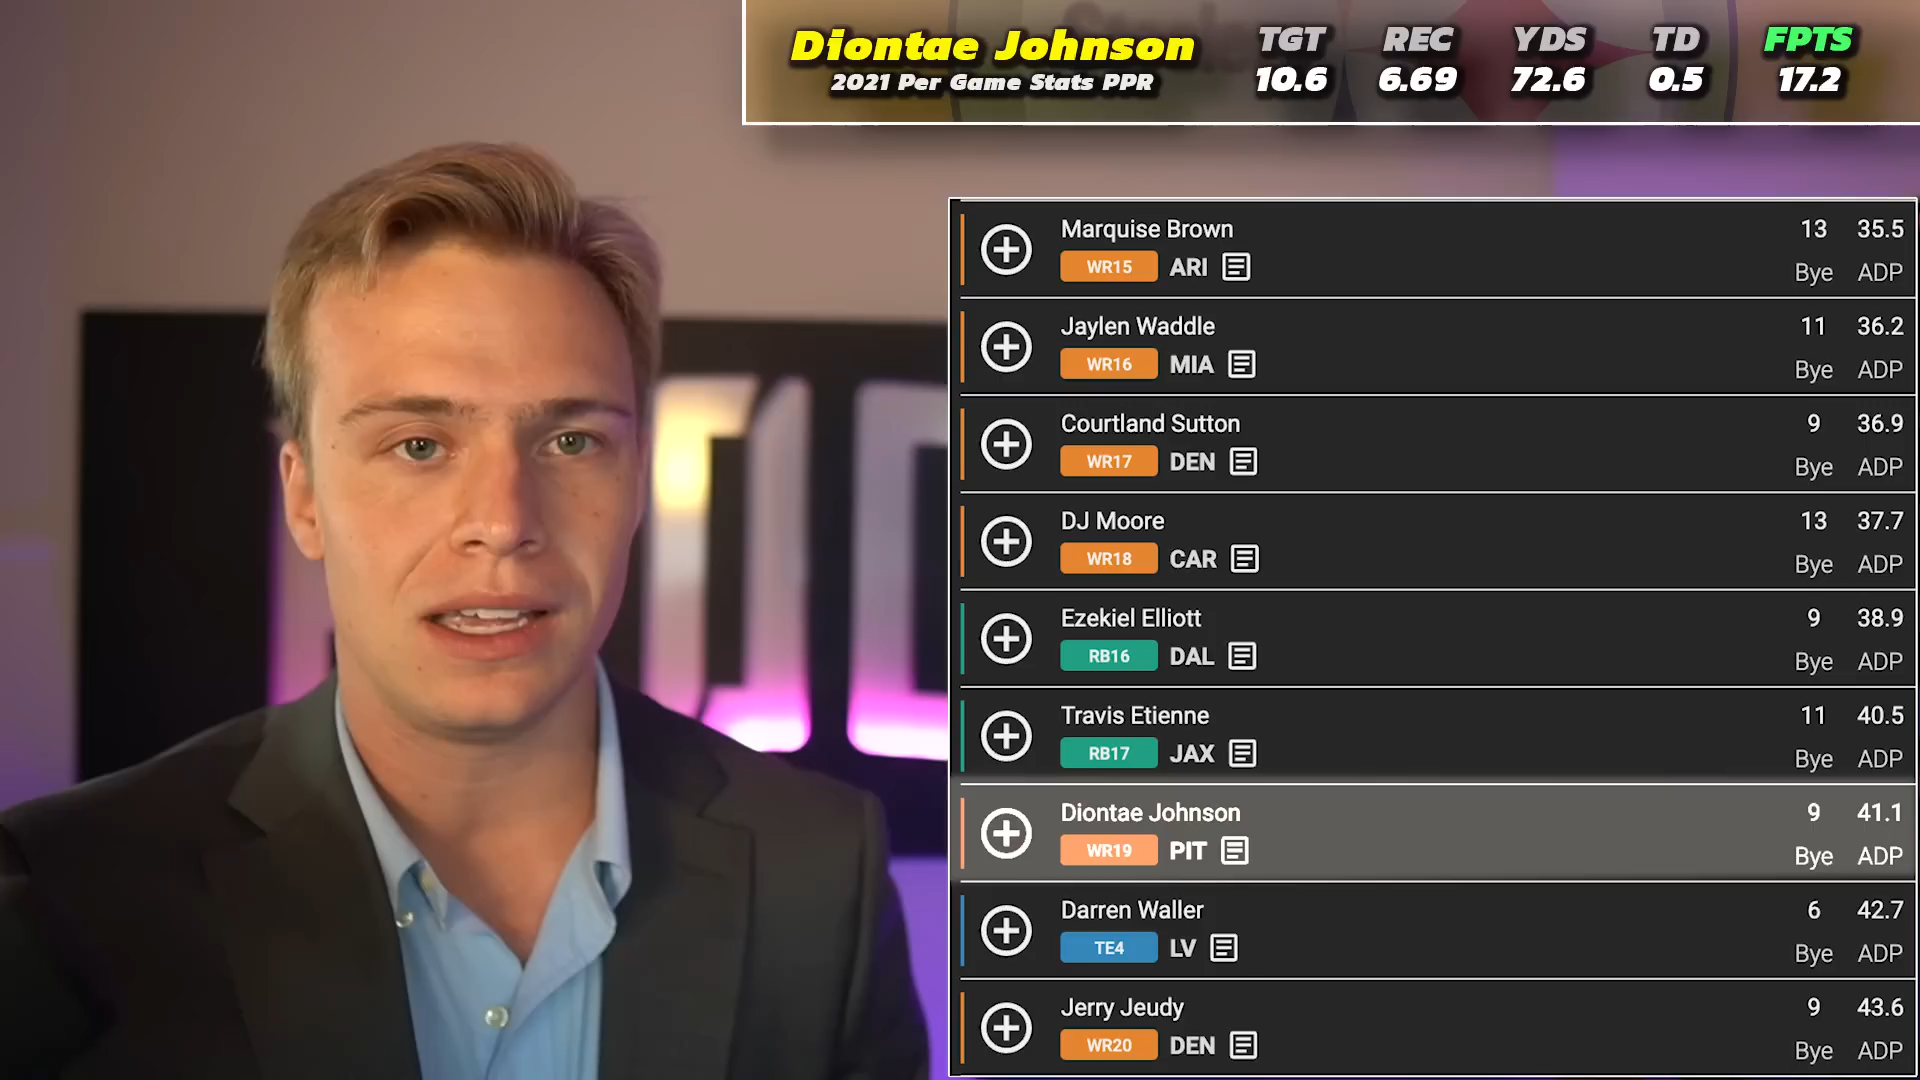 Diontae Johnson
2021 Per Game Stats PPR
TGT REC YDS TD FPTS
10.6 6.69 72.6 0.5 17.2
Marquise Brown 13 35.5
WR15 ARI Bye ADP
Jaylen Waddle 11 36.2
WR16 MIA Bye ADP
Courtland Sutton 9 36.9
WR17 DEN Bye ADP
DJ Moore 13 37.7
WR18 CAR Bye ADP
Ezekiel Elliott 9 38.9
RB16 DAL Bye ADP
Travis Etienne 11 40.5
RB17 JAX Bye ADP
Diontae Johnson 9 41.1
WR19 PIT Bye ADP
Darren Waller 6 42.7
TE4 LV Bye ADP
Jerry Jeudy 9 43.6
WR20 DEN Bye ADP